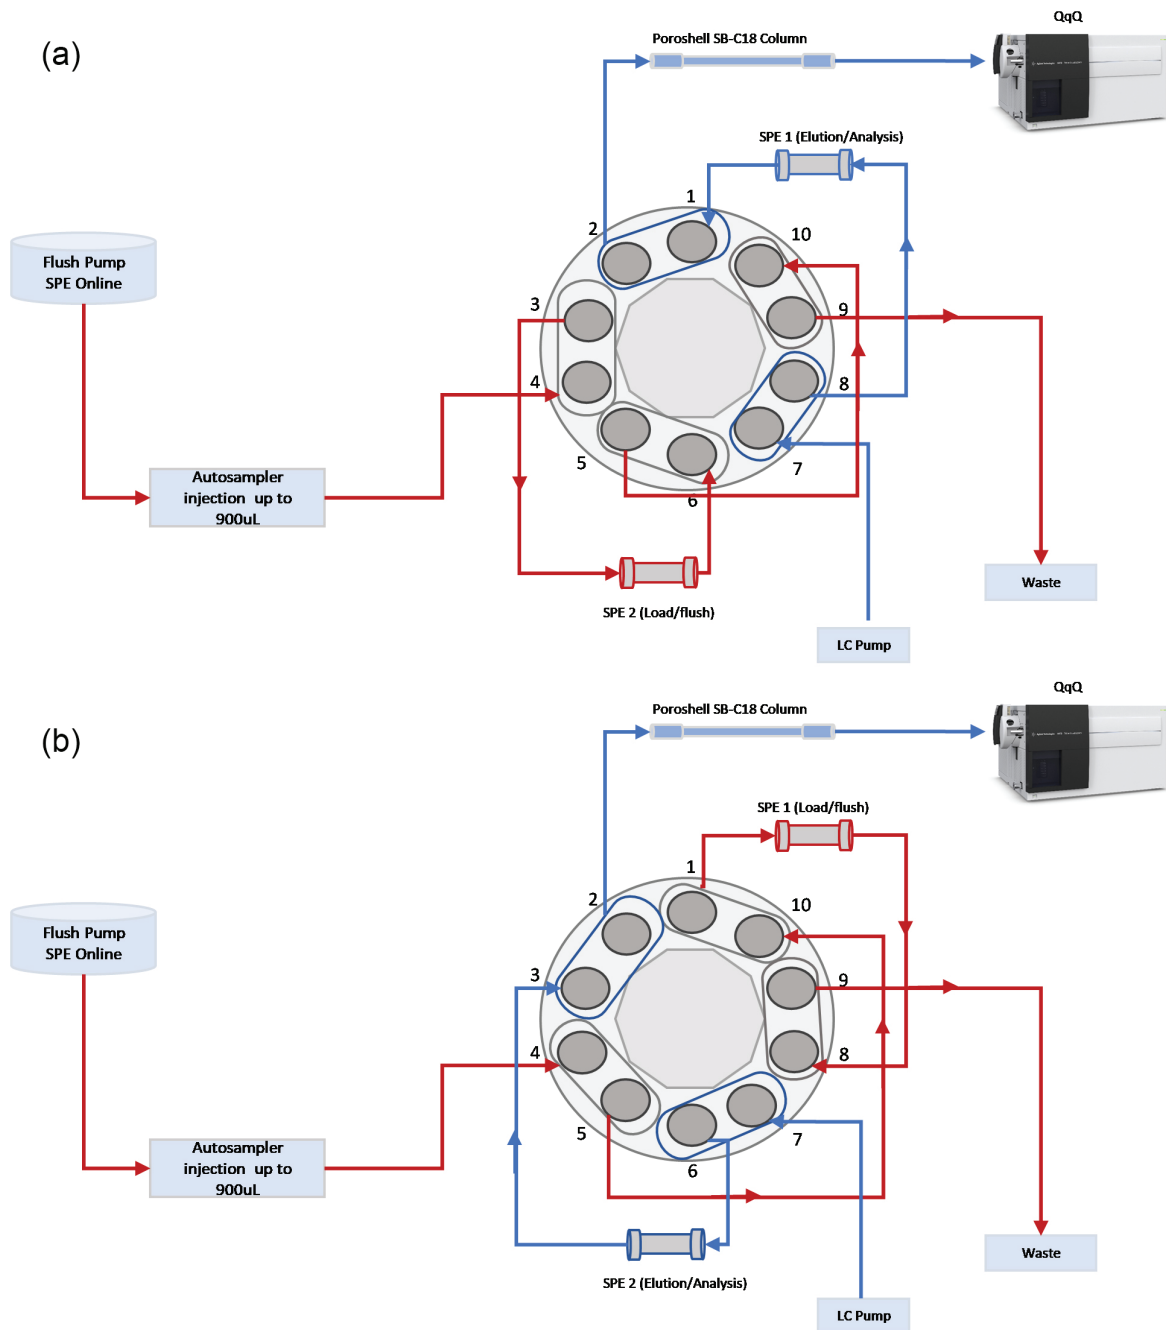 (a)
QqQ
Poroshell SB-C18 Column
SPE 1 (Elution/Analysis)
1
2
10
Flush Pump
SPE Online
3
9
4
8
5
7
6
Autosampler
injection up to
900uL
Waste
SPE 2 (Load/flush)
LC Pump
(b)
QqQ
Poroshell SB-C18 Column
SPE 1 (Load/flush)
1
2
10
Flush Pump
SPE Online
3
9
4
8
5
7
6
Autosampler
injection up to
900uL
Waste
SPE 2 (Elution/Analysis)
LC Pump